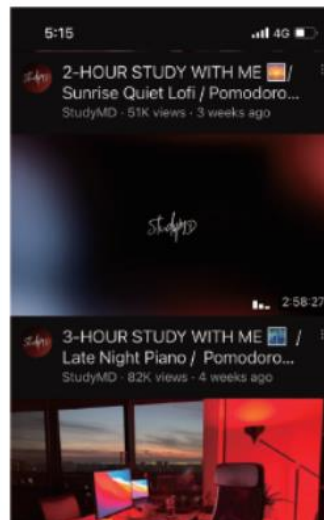 5:15 4G
2-HOUR STUDY WITH ME 🌅 /
Sunrise Quiet Lofi / Pomodoro...
StudyMD · 51K views · 3 weeks ago
StudyMD
2:58:27
3-HOUR STUDY WITH ME 🌃 /
Late Night Piano / Pomodoro...
StudyMD · 82K views · 4 weeks ago